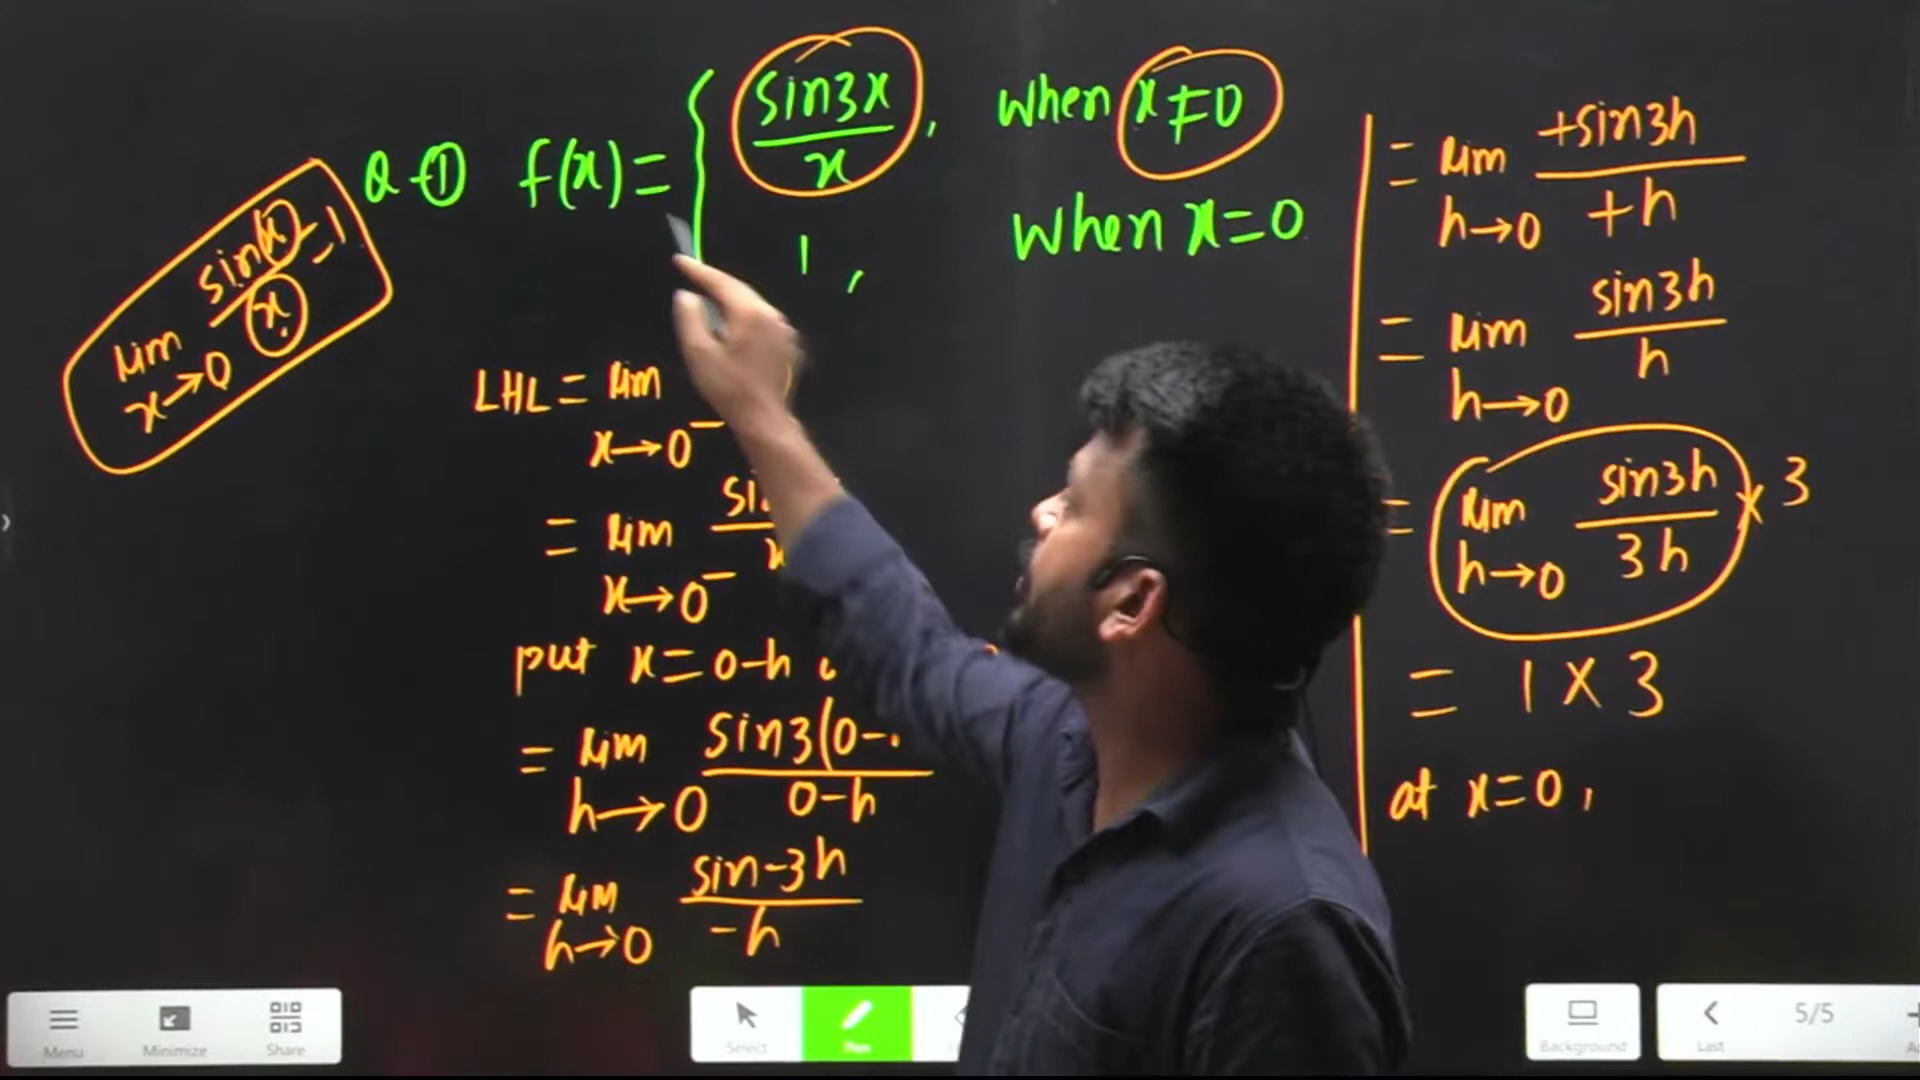 Q-① f(x) = { sin3x/x, when x≠0
1, when x=0
lim x→0 sin(x)/x = 1
LHL = lim x→0⁻
= lim x→0⁻
put x=0-h
= lim h→0 sin3(0- / 0-h
= lim h→0 sin-3h/-h
= lim h→0 +sin3h/+h
= lim h→0 sin3h/h
= lim h→0 sin3h/3h × 3
= 1 × 3
at x=0,
Menu Minimize Share
Select Pen
Background Last 5/5